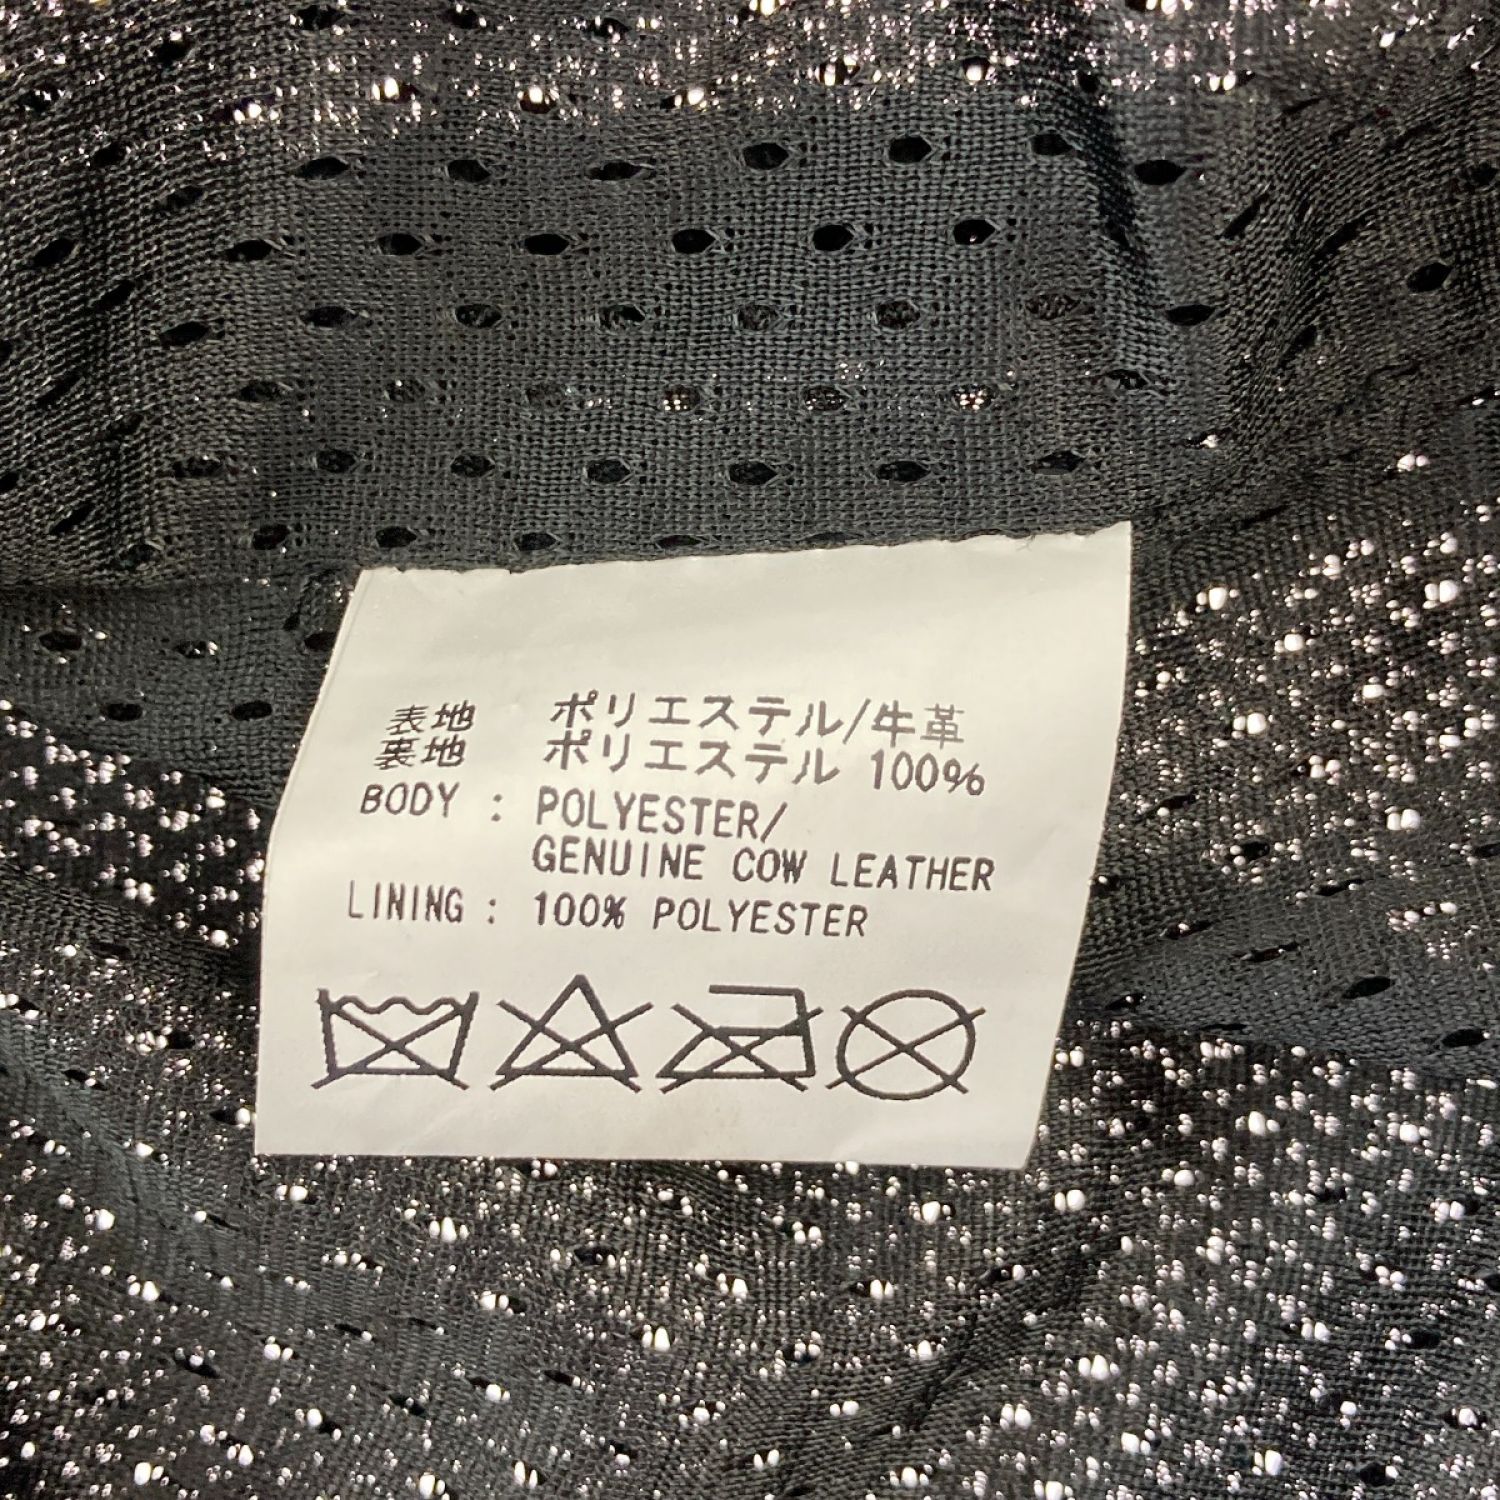 表地 ポリエステル/牛革
裏地 ポリエステル 100%
BODY : POLYESTER/
GENUINE COW LEATHER
LINING : 100% POLYESTER